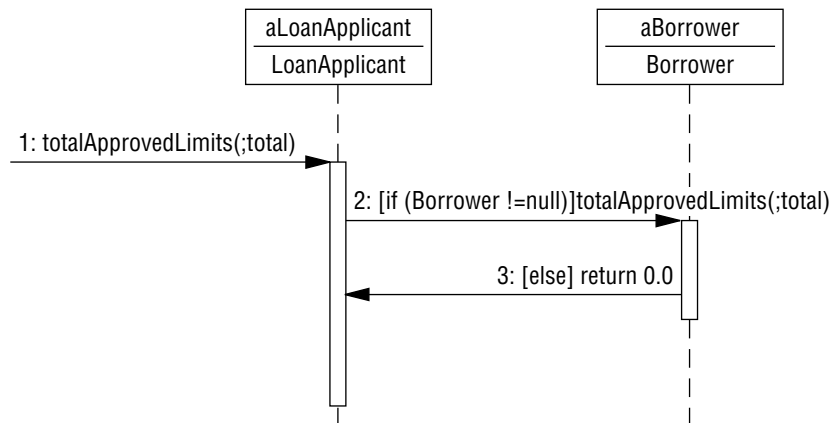 aLoanApplicant
LoanApplicant
aBorrower
Borrower
1: totalApprovedLimits(;total)
2: [if (Borrower !=null)]totalApprovedLimits(;total)
3: [else] return 0.0